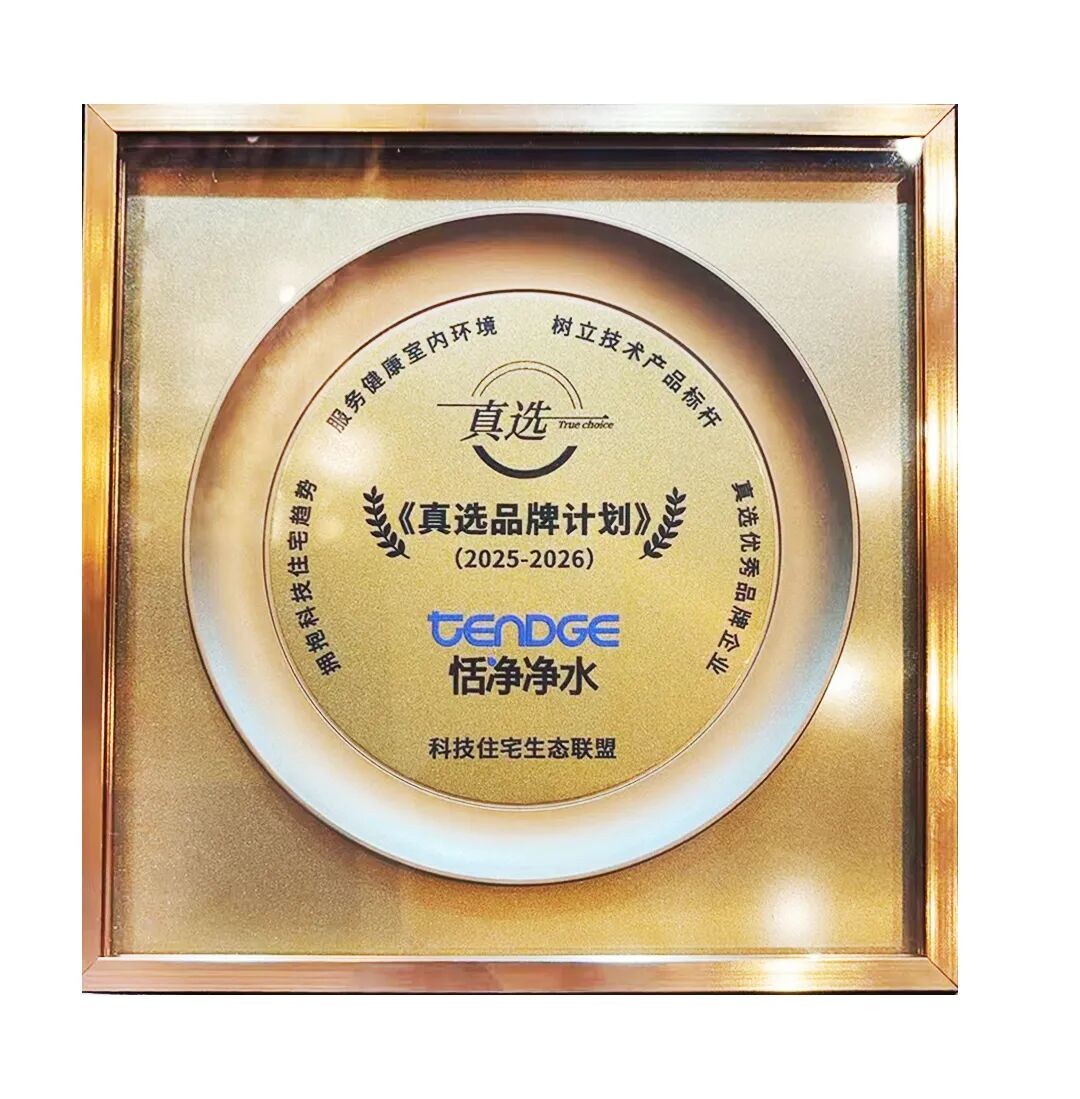 拥抱科技住宅趋势
服务健康室内环境
树立技术产品标杆
真选优秀品牌企业
真选
True choice
《真选品牌计划》
(2025-2026)
tENDGE
恬净净水
科技住宅生态联盟